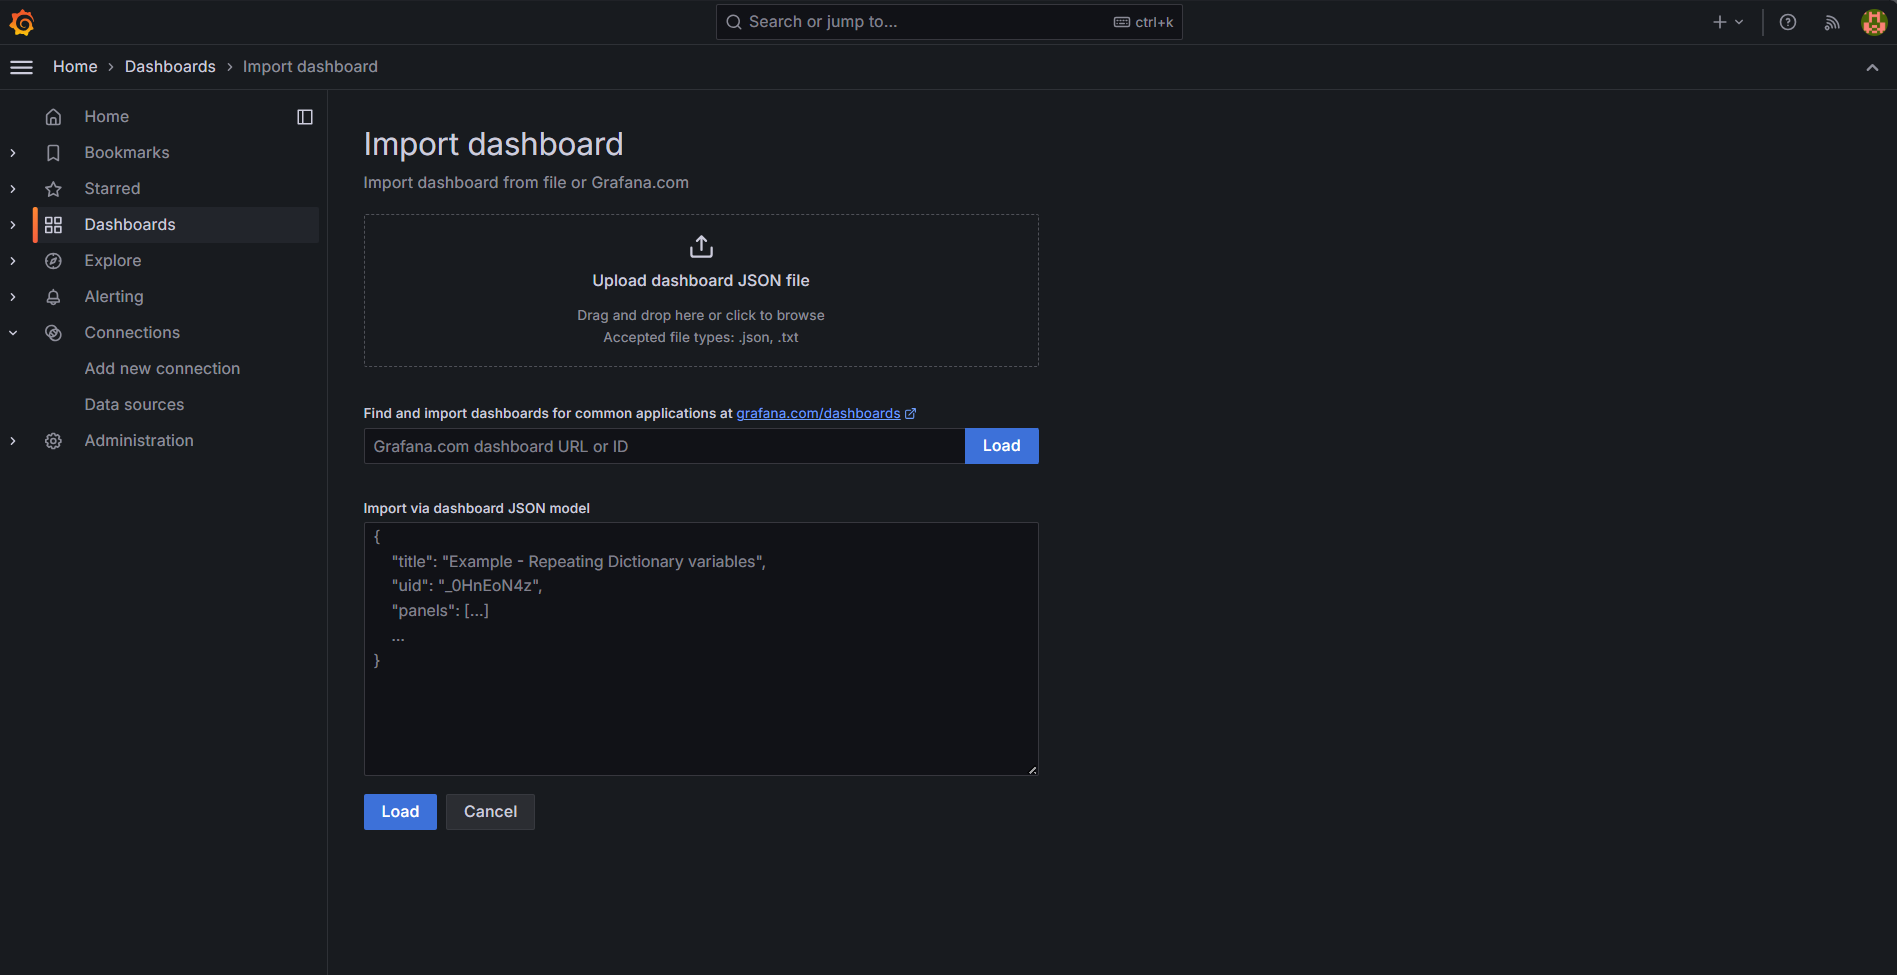 Search or jump to...
ctrl+k
Home
Dashboards
Import dashboard
Home
Bookmarks
Starred
Dashboards
Explore
Alerting
Connections
Add new connection
Data sources
Administration
Import dashboard
Import dashboard from file or Grafana.com
Upload dashboard JSON file
Drag and drop here or click to browse
Accepted file types: .json, .txt
Find and import dashboards for common applications at grafana.com/dashboards
Grafana.com dashboard URL or ID
Load
Import via dashboard JSON model
{
"title": "Example - Repeating Dictionary variables",
"uid": "_0HnEoN4z",
"panels": [...]
...
}
Load
Cancel